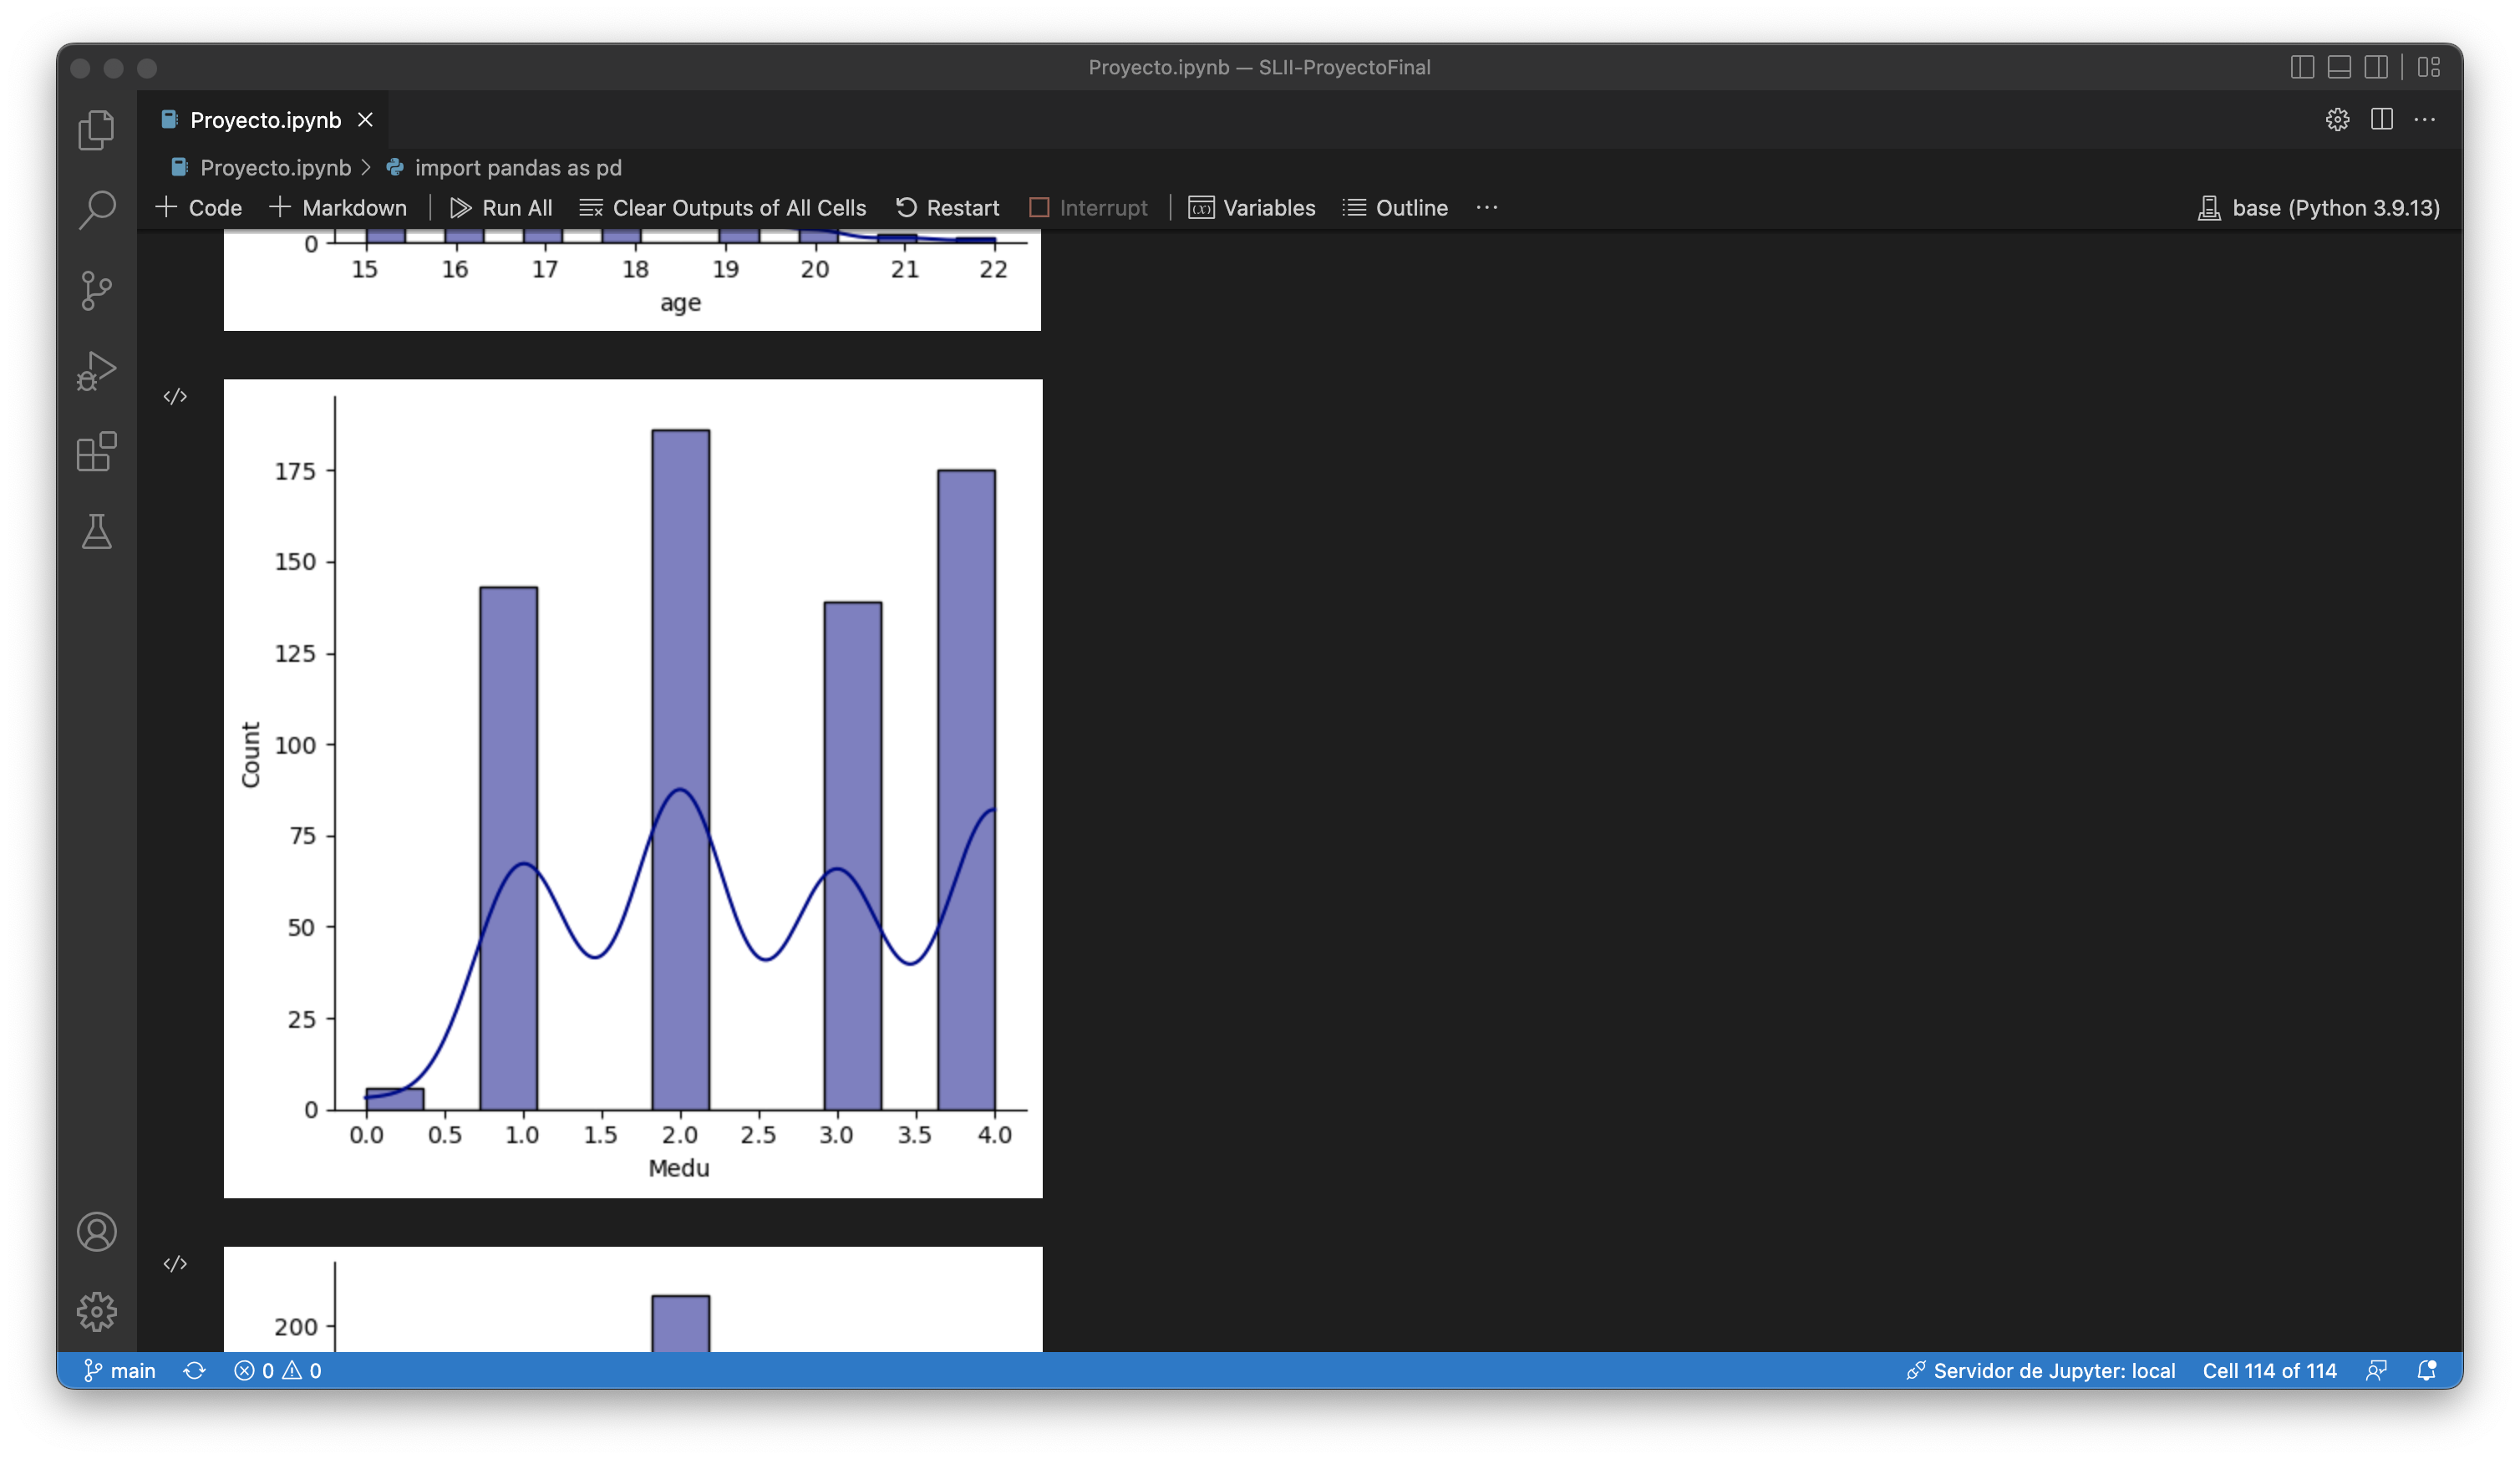 Proyecto.ipynb — SLII-ProyectoFinal
Proyecto.ipynb
Proyecto.ipynb > import pandas as pd
Code Markdown Run All Clear Outputs of All Cells Restart Interrupt Variables Outline ... base (Python 3.9.13)
0
15 16 17 18 19 20 21 22
age
175
150
125
100
75
50
25
0
Count
0.0 0.5 1.0 1.5 2.0 2.5 3.0 3.5 4.0
Medu
200
main 0 0 Servidor de Jupyter: local Cell 114 of 114